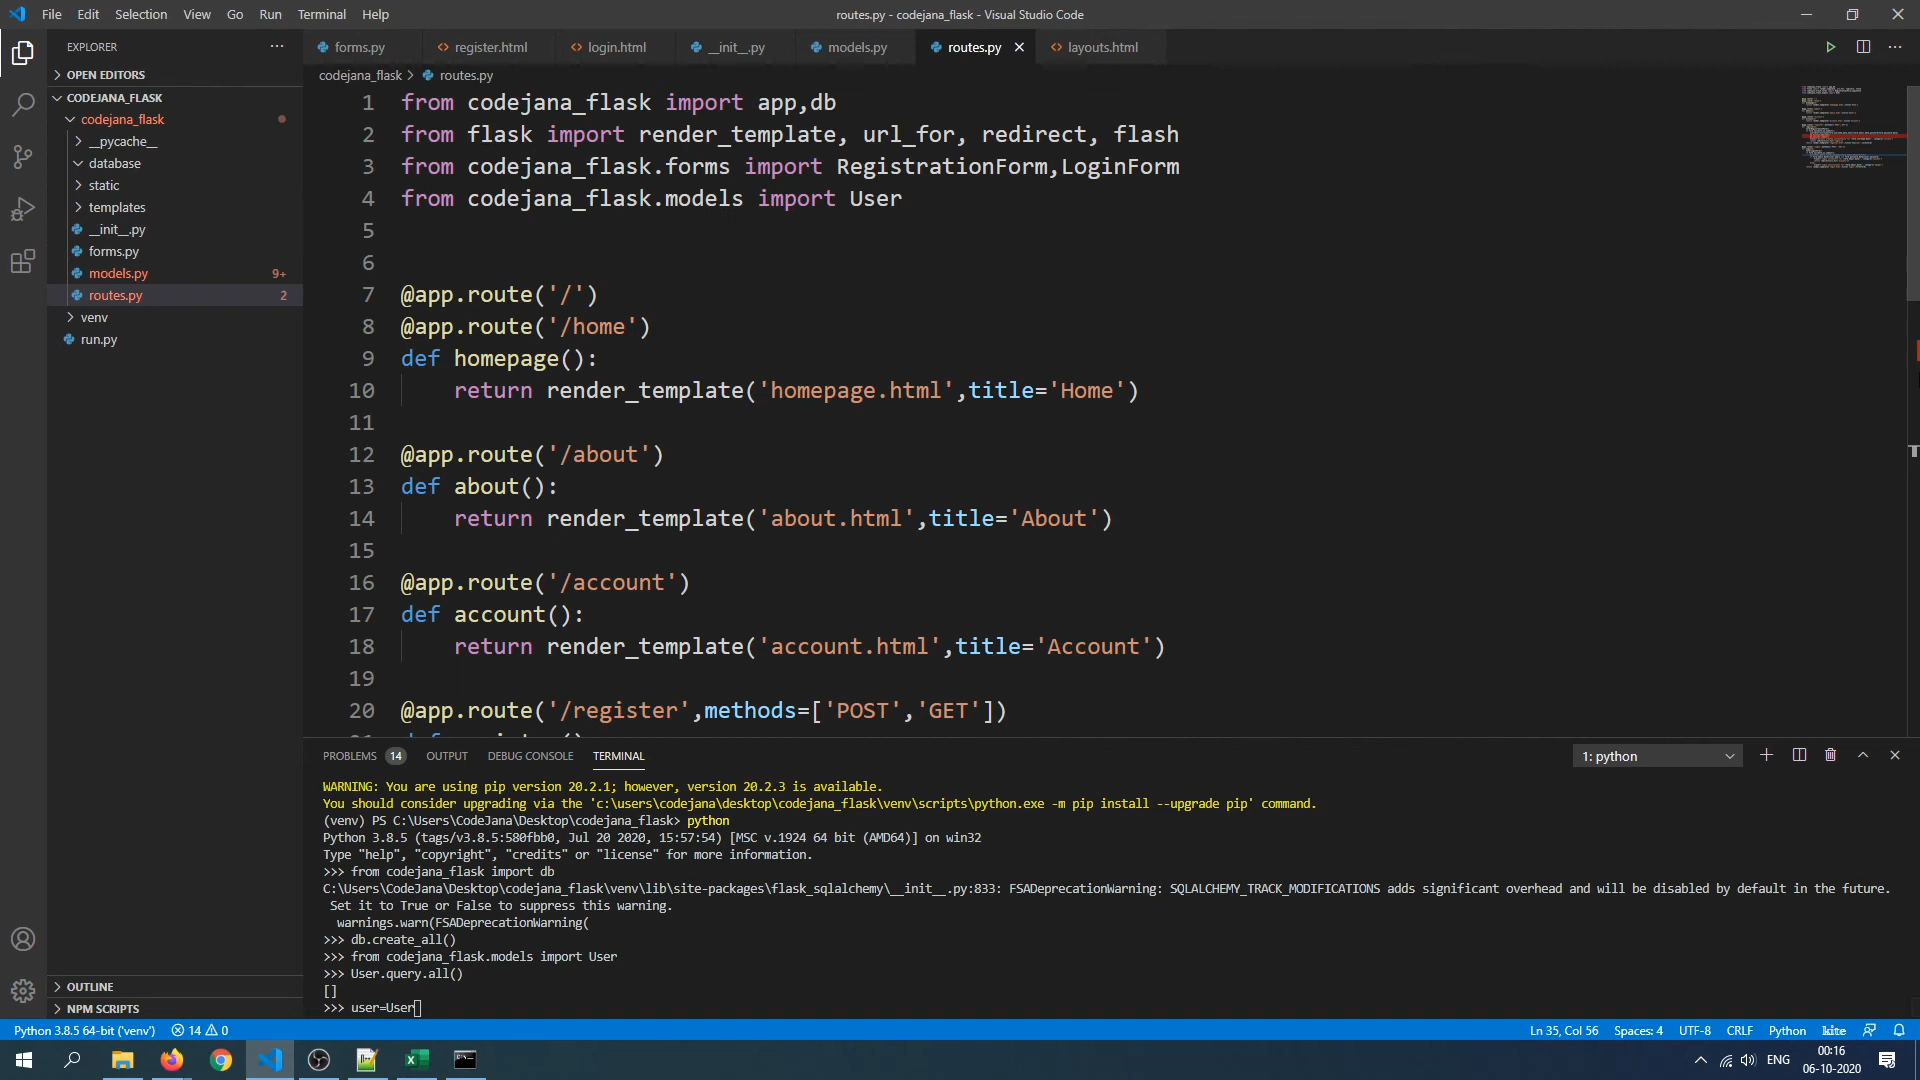 File Edit Selection View Go Run Terminal Help
routes.py - codejana_flask - Visual Studio Code
EXPLORER
OPEN EDITORS
CODEJANA_FLASK
codejana_flask
__pycache__
database
static
templates
__init__.py
forms.py
models.py 9+
routes.py 2
venv
run.py
OUTLINE
NPM SCRIPTS
forms.py register.html login.html __init__.py models.py routes.py layouts.html
codejana_flask > routes.py
1 from codejana_flask import app,db
2 from flask import render_template, url_for, redirect, flash
3 from codejana_flask.forms import RegistrationForm,LoginForm
4 from codejana_flask.models import User
5
6
7 @app.route('/')
8 @app.route('/home')
9 def homepage():
10 return render_template('homepage.html',title='Home')
11
12 @app.route('/about')
13 def about():
14 return render_template('about.html',title='About')
15
16 @app.route('/account')
17 def account():
18 return render_template('account.html',title='Account')
19
20 @app.route('/register',methods=['POST','GET'])
PROBLEMS 14 OUTPUT DEBUG CONSOLE TERMINAL
1: python
WARNING: You are using pip version 20.2.1; however, version 20.2.3 is available.
You should consider upgrading via the 'c:\users\codejana\desktop\codejana_flask\venv\scripts\python.exe -m pip install --upgrade pip' command.
(venv) PS C:\Users\CodeJana\Desktop\codejana_flask> python
Python 3.8.5 (tags/v3.8.5:580fbb0, Jul 20 2020, 15:57:54) [MSC v.1924 64 bit (AMD64)] on win32
Type "help", "copyright", "credits" or "license" for more information.
>>> from codejana_flask import db
C:\Users\CodeJana\Desktop\codejana_flask\venv\lib\site-packages\flask_sqlalchemy\__init__.py:833: FSADeprecationWarning: SQLALCHEMY_TRACK_MODIFICATIONS adds significant overhead and will be disabled by default in the future.
Set it to True or False to suppress this warning.
warnings.warn(FSADeprecationWarning(
>>> db.create_all()
>>> from codejana_flask.models import User
>>> User.query.all()
[]
>>> user=User
Python 3.8.5 64-bit ('venv') 14 0
Ln 35, Col 56 Spaces: 4 UTF-8 CRLF Python kite
ENG
00:16
06-10-2020